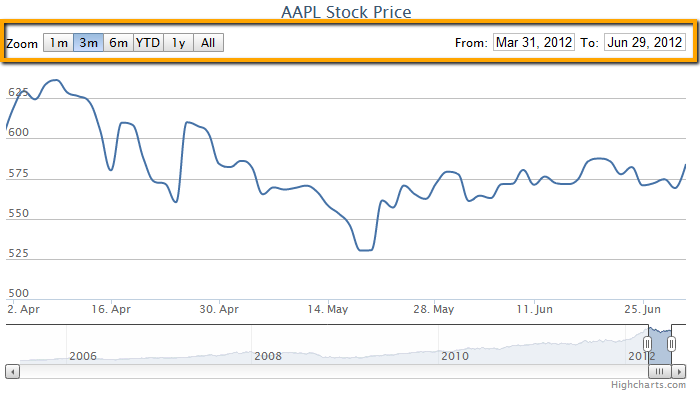 AAPL Stock Price
Zoom 1m 3m 6m YTD 1y All From: Mar 31, 2012 To: Jun 29, 2012
625
600
575
550
525
500
2. Apr 16. Apr 30. Apr 14. May 28. May 11. Jun 25. Jun
2006 2008 2010 2012
Highcharts.com